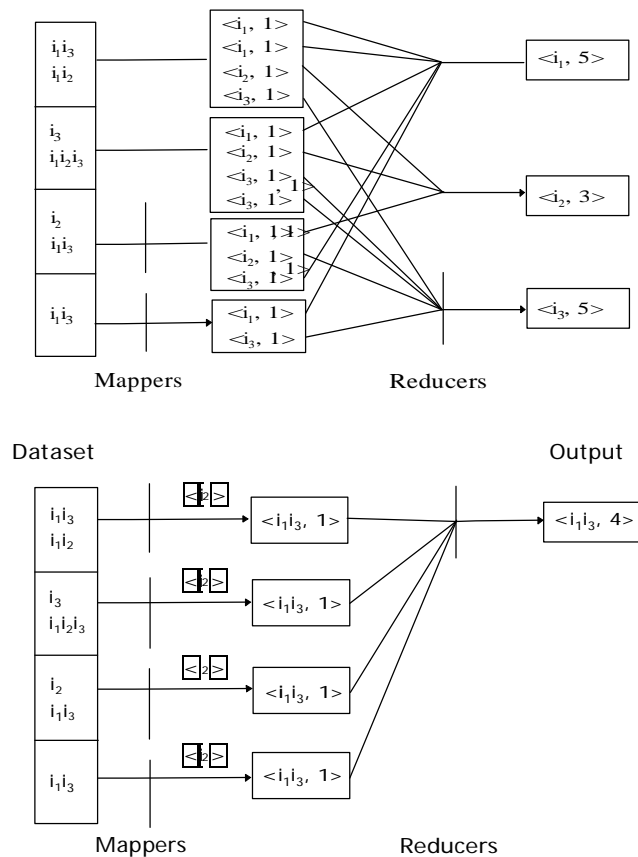 i₁i₃
i₁i₂
i₃
i₁i₂i₃
i₂
i₁i₃
i₁i₃
<i₁, 1>
<i₁, 1>
<i₂, 1>
<i₃, 1>
<i₁, 1>
<i₂, 1>
<i₃, 1>
, 1>
<i₃, 1>
<i₁, 1>
<i₂, 1>
<i₃, 1>
<i₁, 1>
<i₃, 1>
<i₁, 5>
<i₂, 3>
<i₃, 5>
Mappers Reducers
Dataset Output
i₁i₃
i₁i₂
i₃
i₁i₂i₃
i₂
i₁i₃
i₁i₃
<i₁i₃, 1>
<i₁i₃, 1>
<i₁i₃, 1>
<i₁i₃, 1>
<i₁i₃, 4>
Mappers Reducers